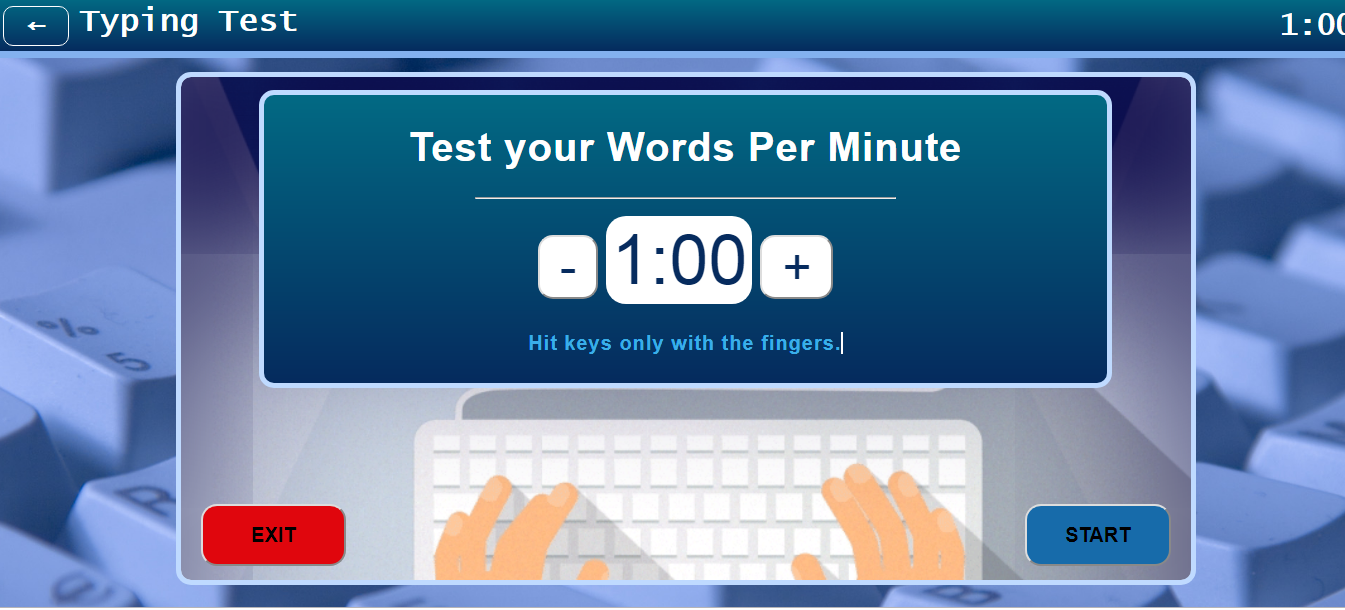 ← Typing Test
1:00
Test your Words Per Minute
- 1:00 +
Hit keys only with the fingers.
% 5
R
EXIT
START
B